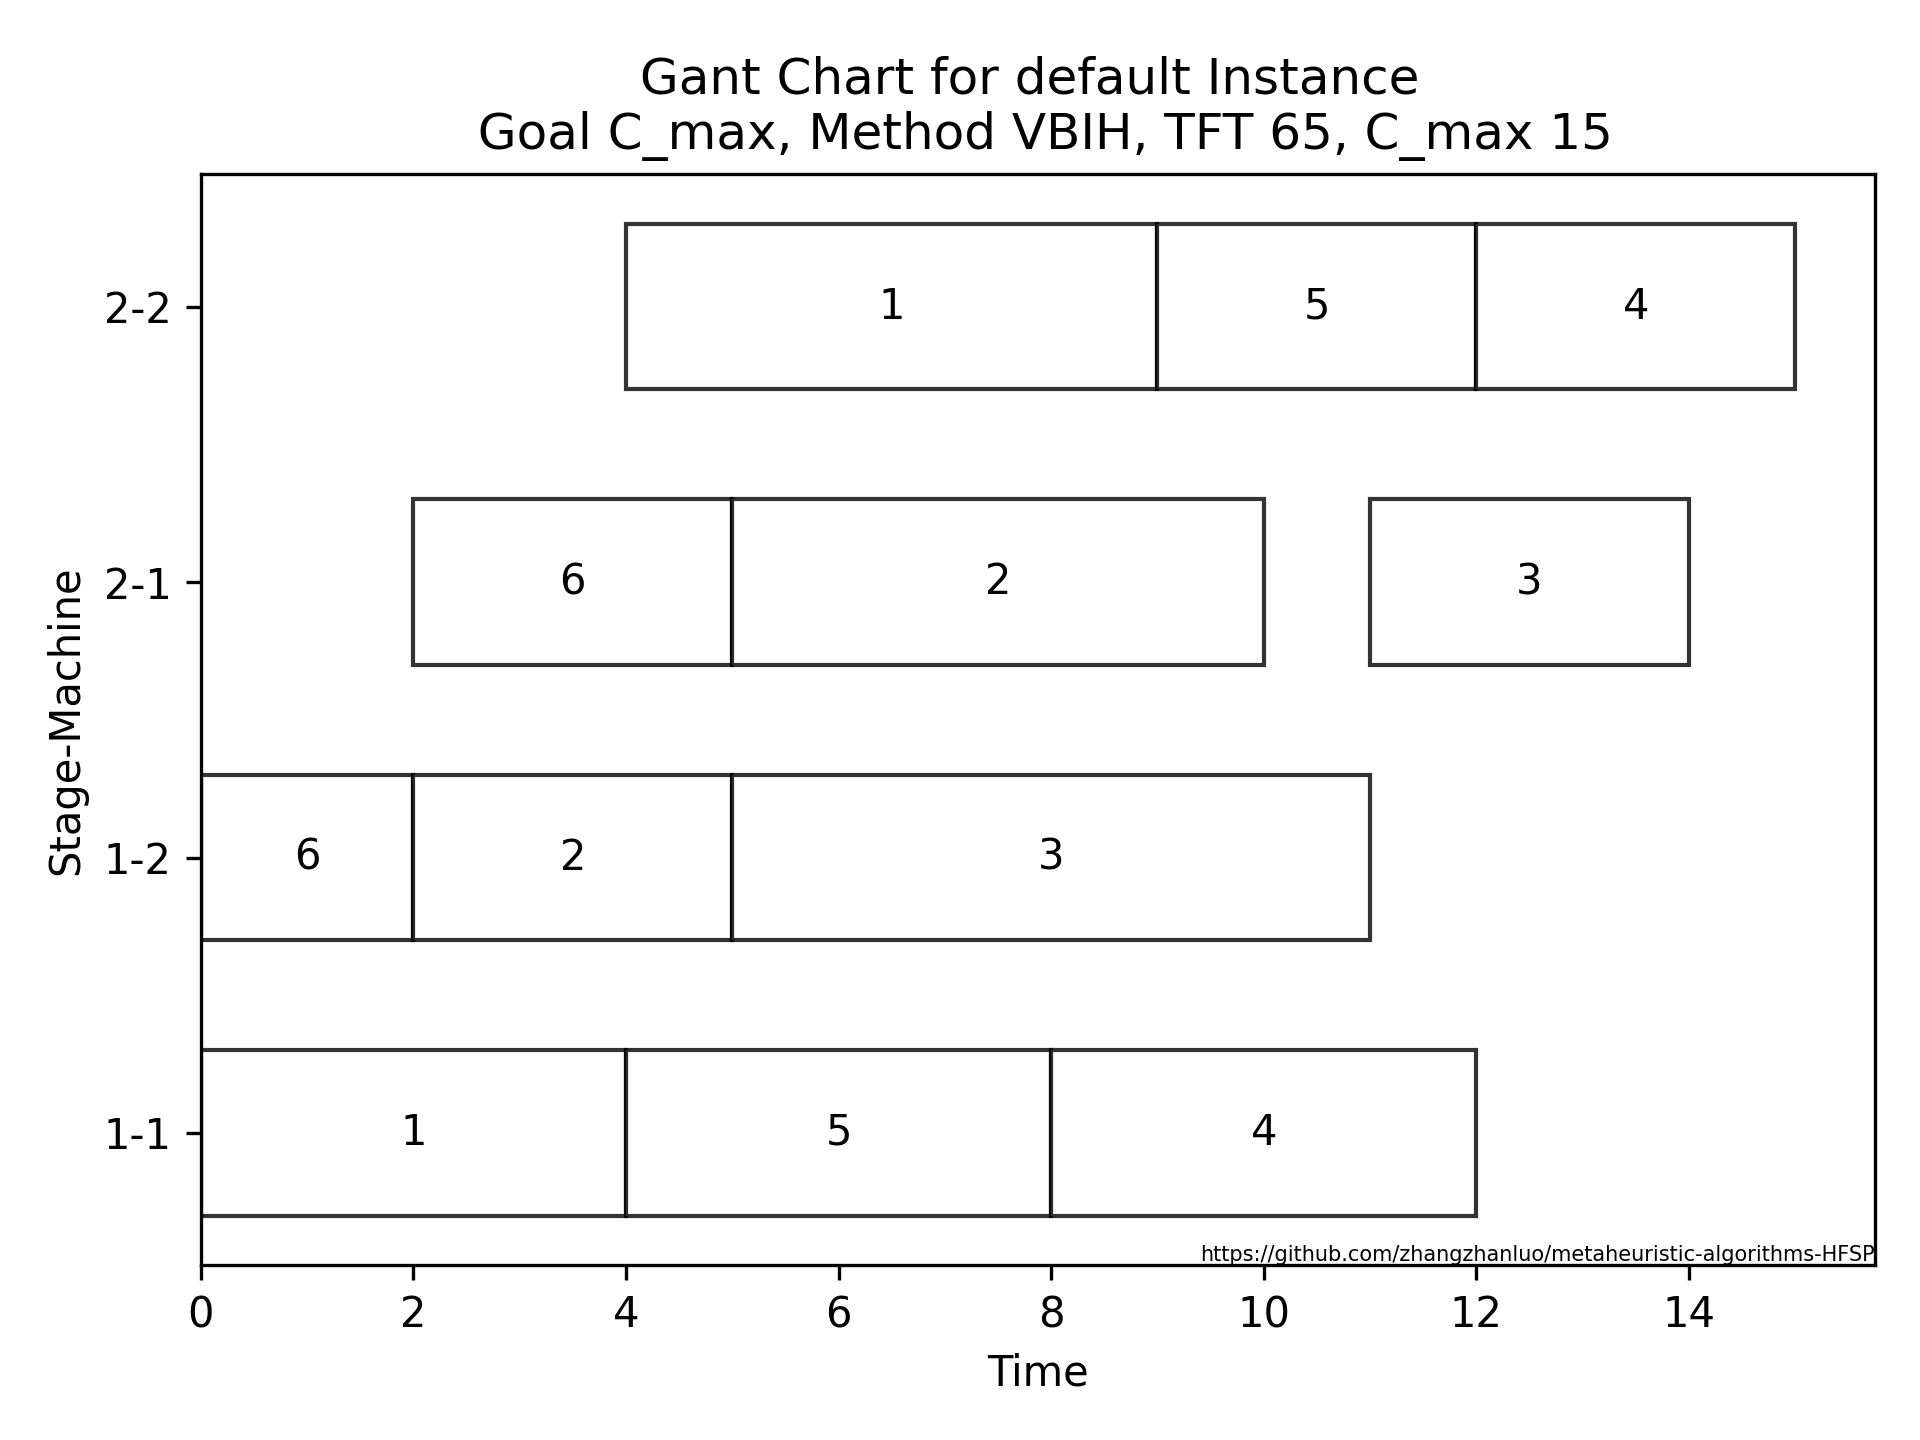 Gant Chart for default Instance
Goal C_max, Method VBIH, TFT 65, C_max 15
Stage-Machine
2-2
1
5
4
2-1
6
2
3
1-2
6
2
3
1-1
1
5
4
https://github.com/zhangzhanluo/metaheuristic-algorithms-HFSP
0 2 4 6 8 10 12 14
Time